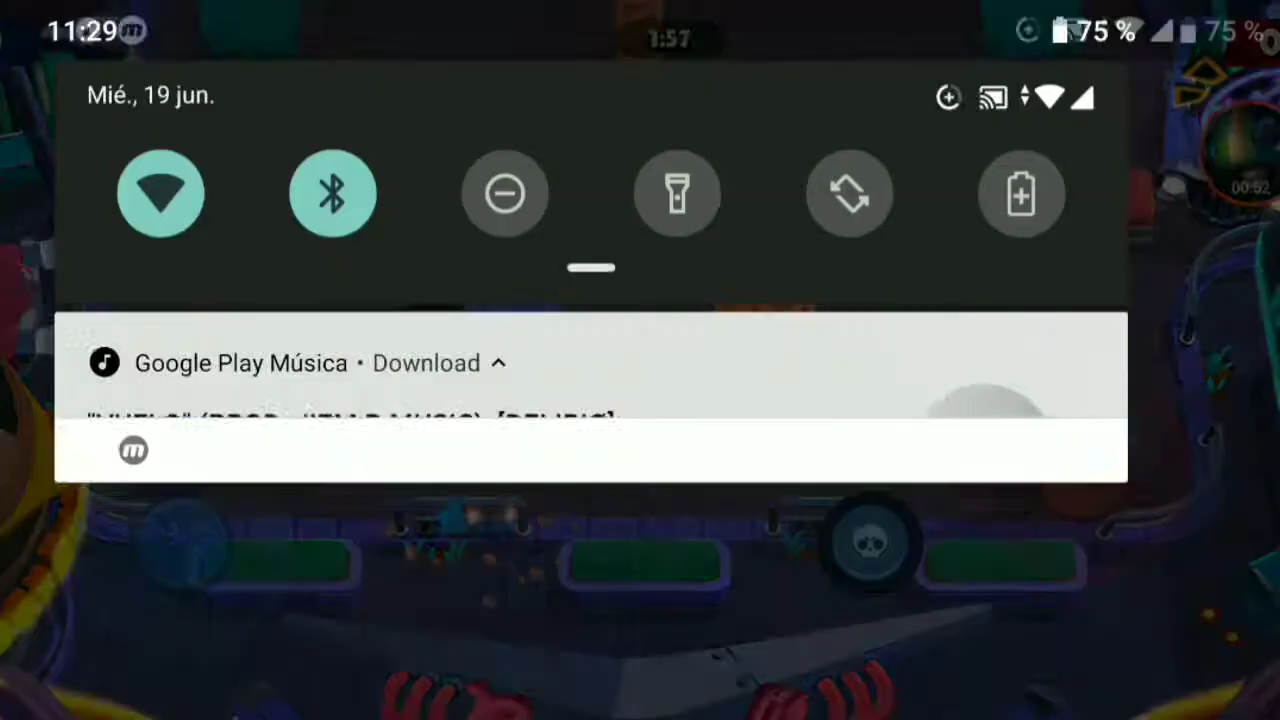 11:29
1:57
75 %
75 %
Mié., 19 jun.
00:52
Google Play Música • Download